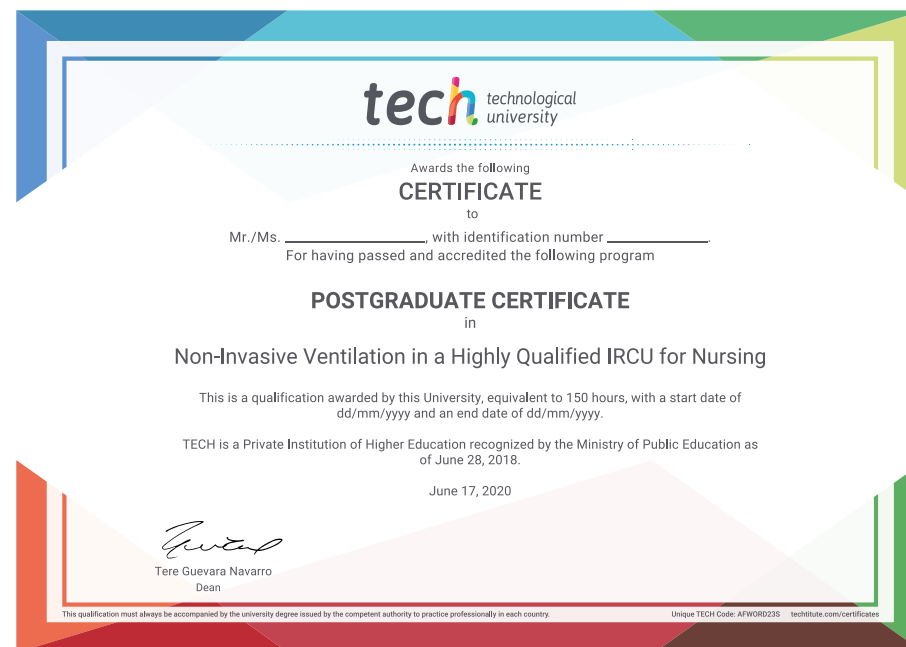 tech technological
university
Awards the following
CERTIFICATE
to
Mr./Ms. ____________________, with identification number ______________.
For having passed and accredited the following program
POSTGRADUATE CERTIFICATE
in
Non-Invasive Ventilation in a Highly Qualified IRCU for Nursing
This is a qualification awarded by this University, equivalent to 150 hours, with a start date of
dd/mm/yyyy and an end date of dd/mm/yyyy.
TECH is a Private Institution of Higher Education recognized by the Ministry of Public Education as
of June 28, 2018.
June 17, 2020
Tere Guevara Navarro
Dean
This qualification must always be accompanied by the university degree issued by the competent authority to practice professionally in each country. Unique TECH Code: AFWORD23S techtitute.com/certificates